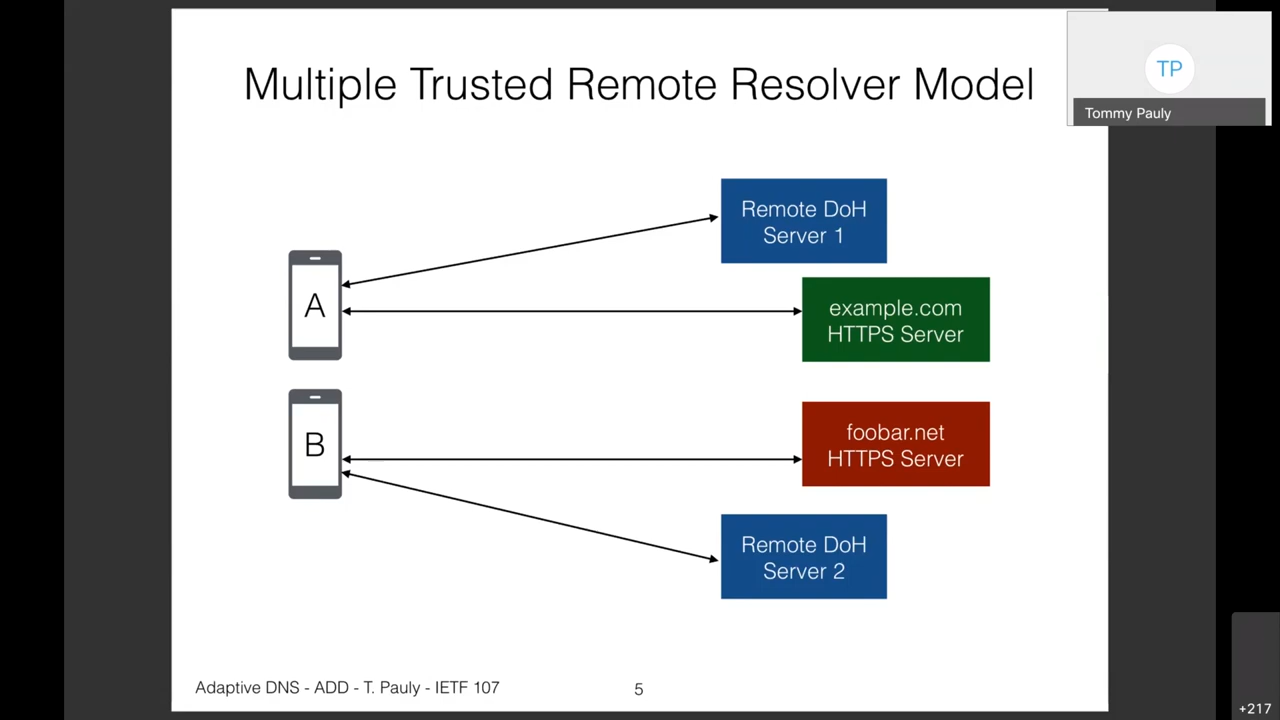 Multiple Trusted Remote Resolver Model
TP
Tommy Pauly
Remote DoH
Server 1
A
example.com
HTTPS Server
B
foobar.net
HTTPS Server
Remote DoH
Server 2
Adaptive DNS - ADD - T. Pauly - IETF 107
5
+217